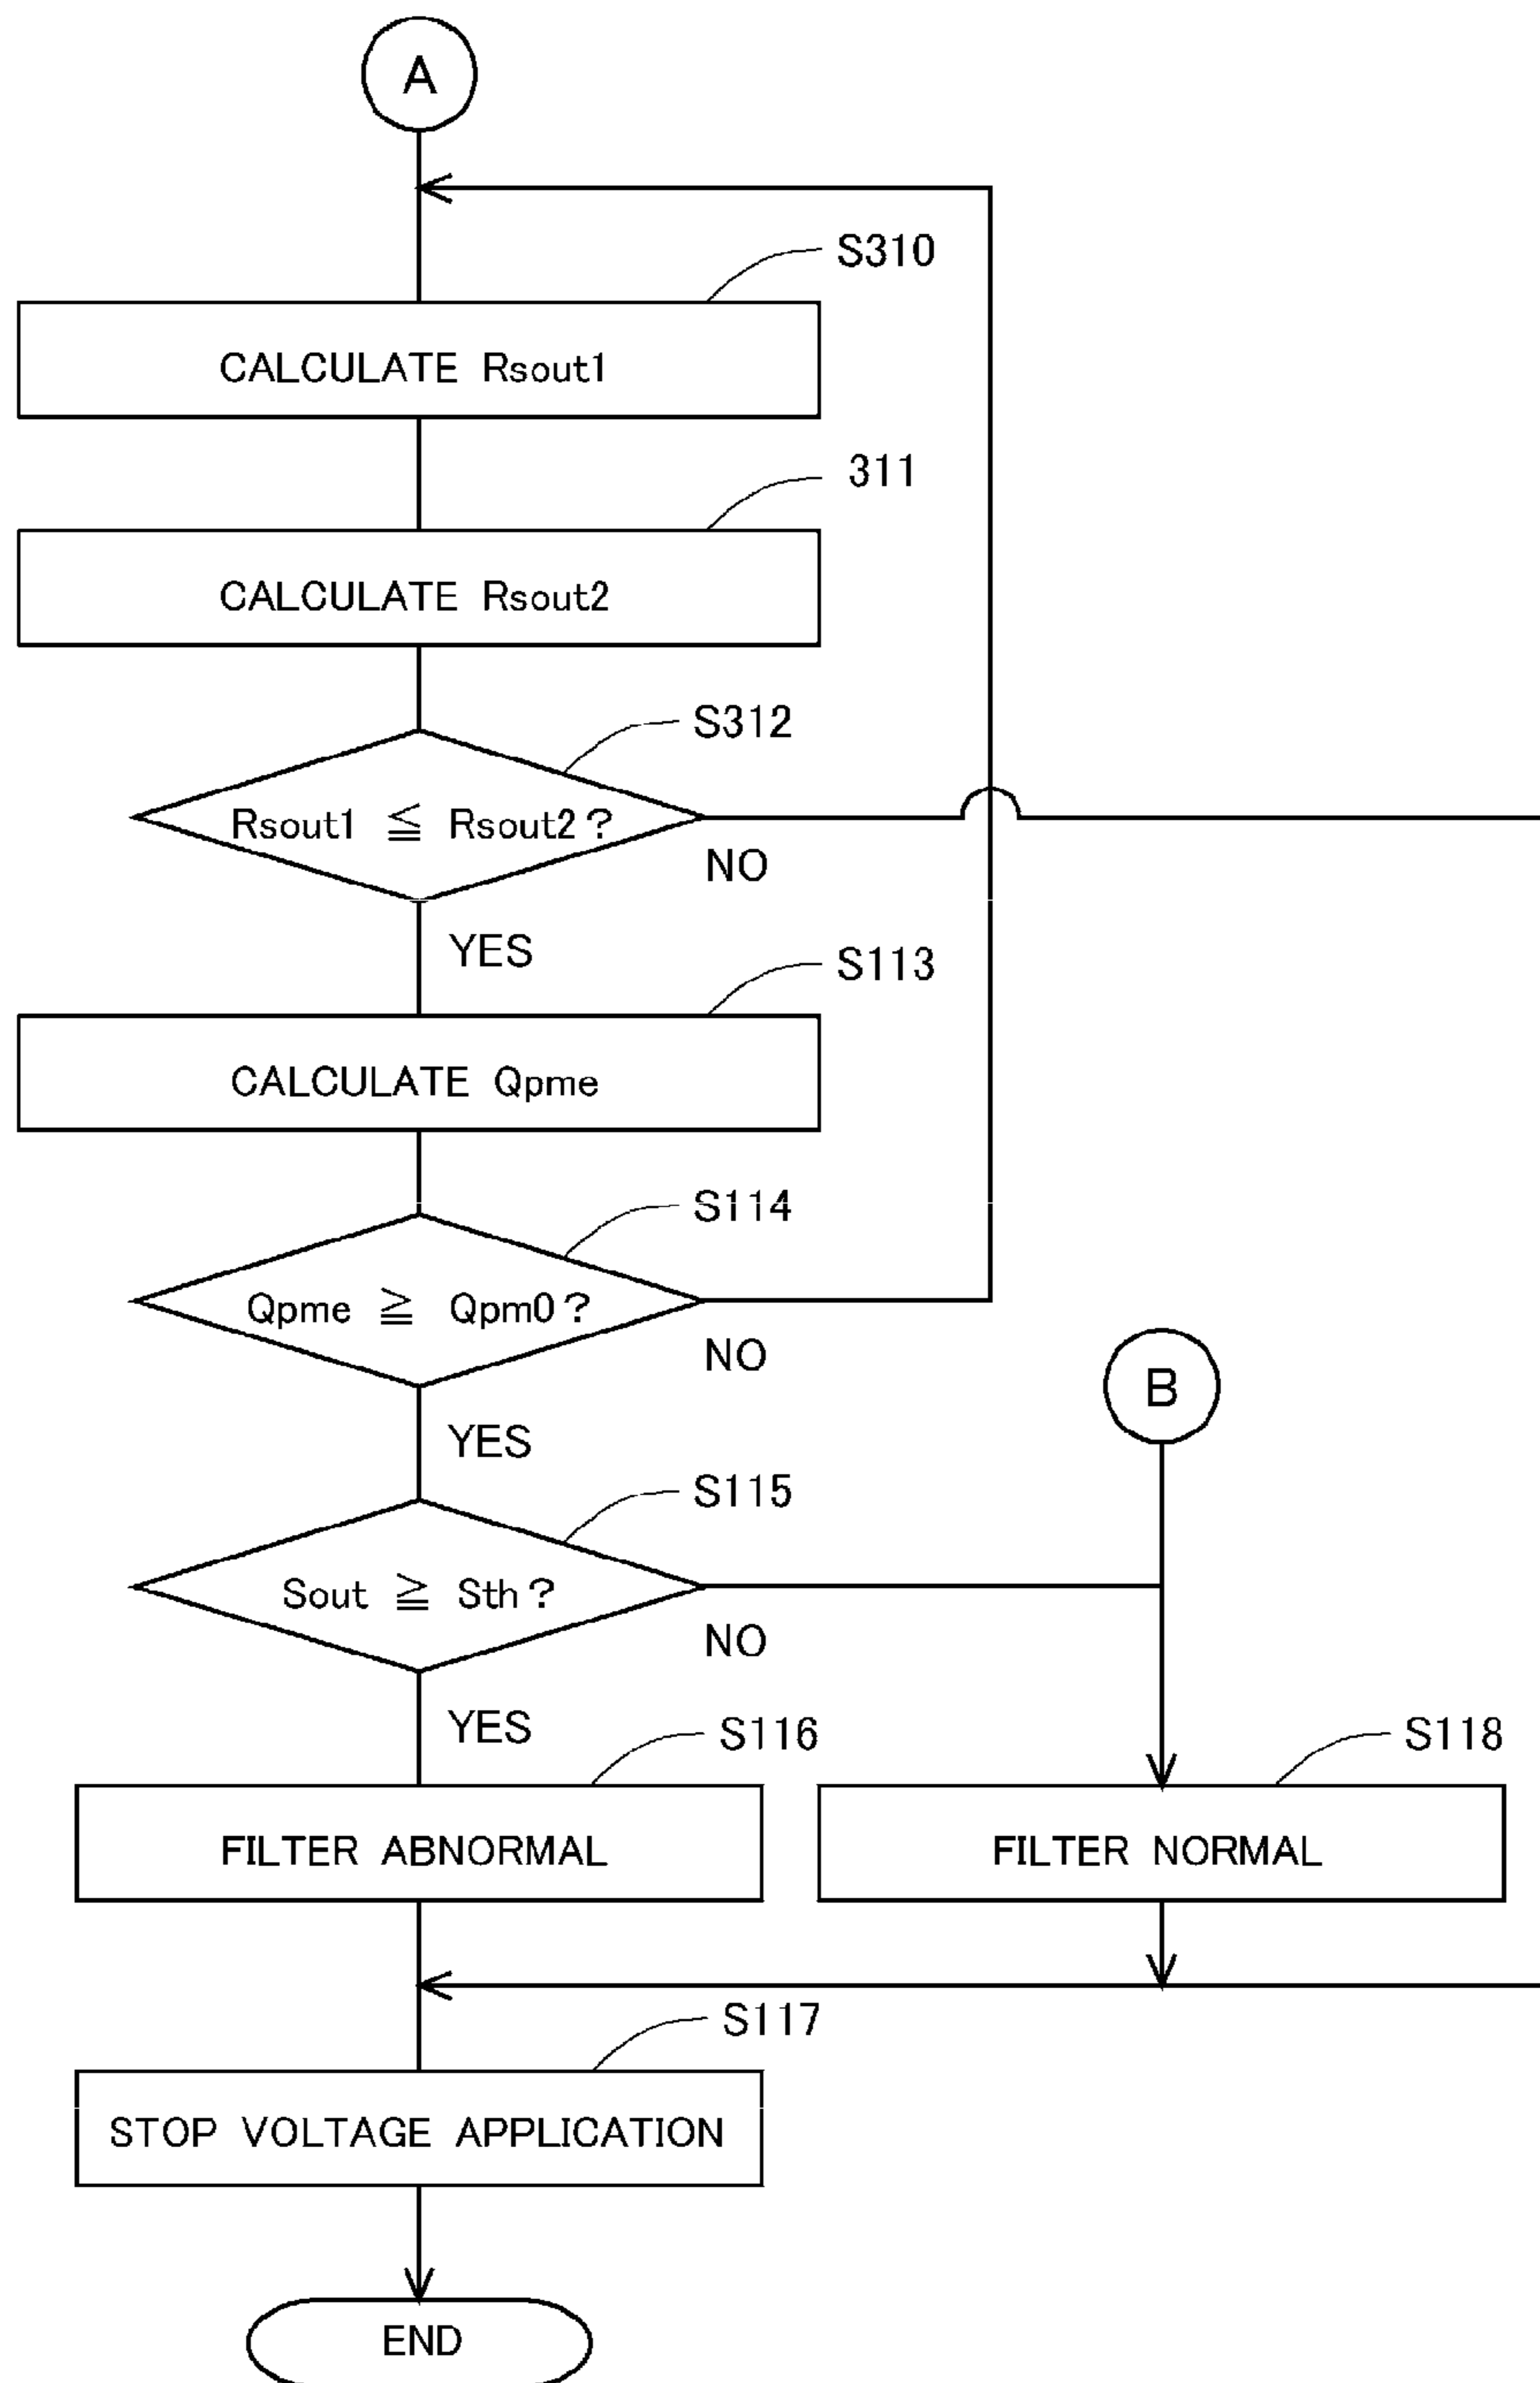 A
S310
CALCULATE Rsout1
311
CALCULATE Rsout2
S312
Rsout1 ≦ Rsout2?
NO
YES
S113
CALCULATE Qpme
S114
Qpme ≧ Qpm0?
NO
B
YES
S115
Sout ≧ Sth?
NO
YES
S116
S118
FILTER ABNORMAL
FILTER NORMAL
S117
STOP VOLTAGE APPLICATION
END